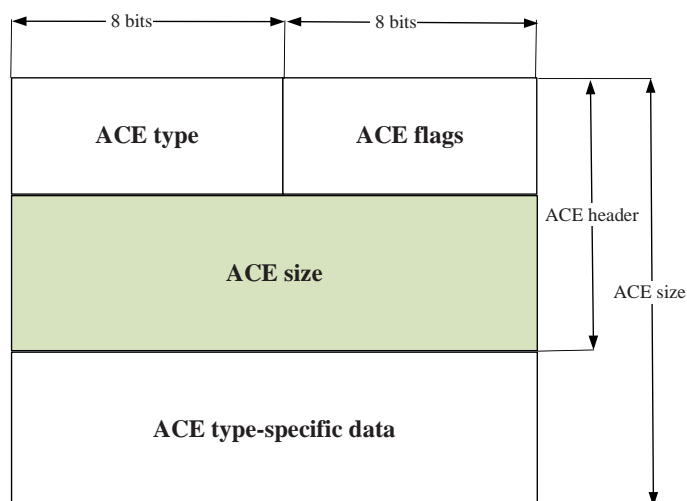 8 bits
8 bits
ACE type
ACE flags
ACE header
ACE size
ACE size
ACE type-specific data